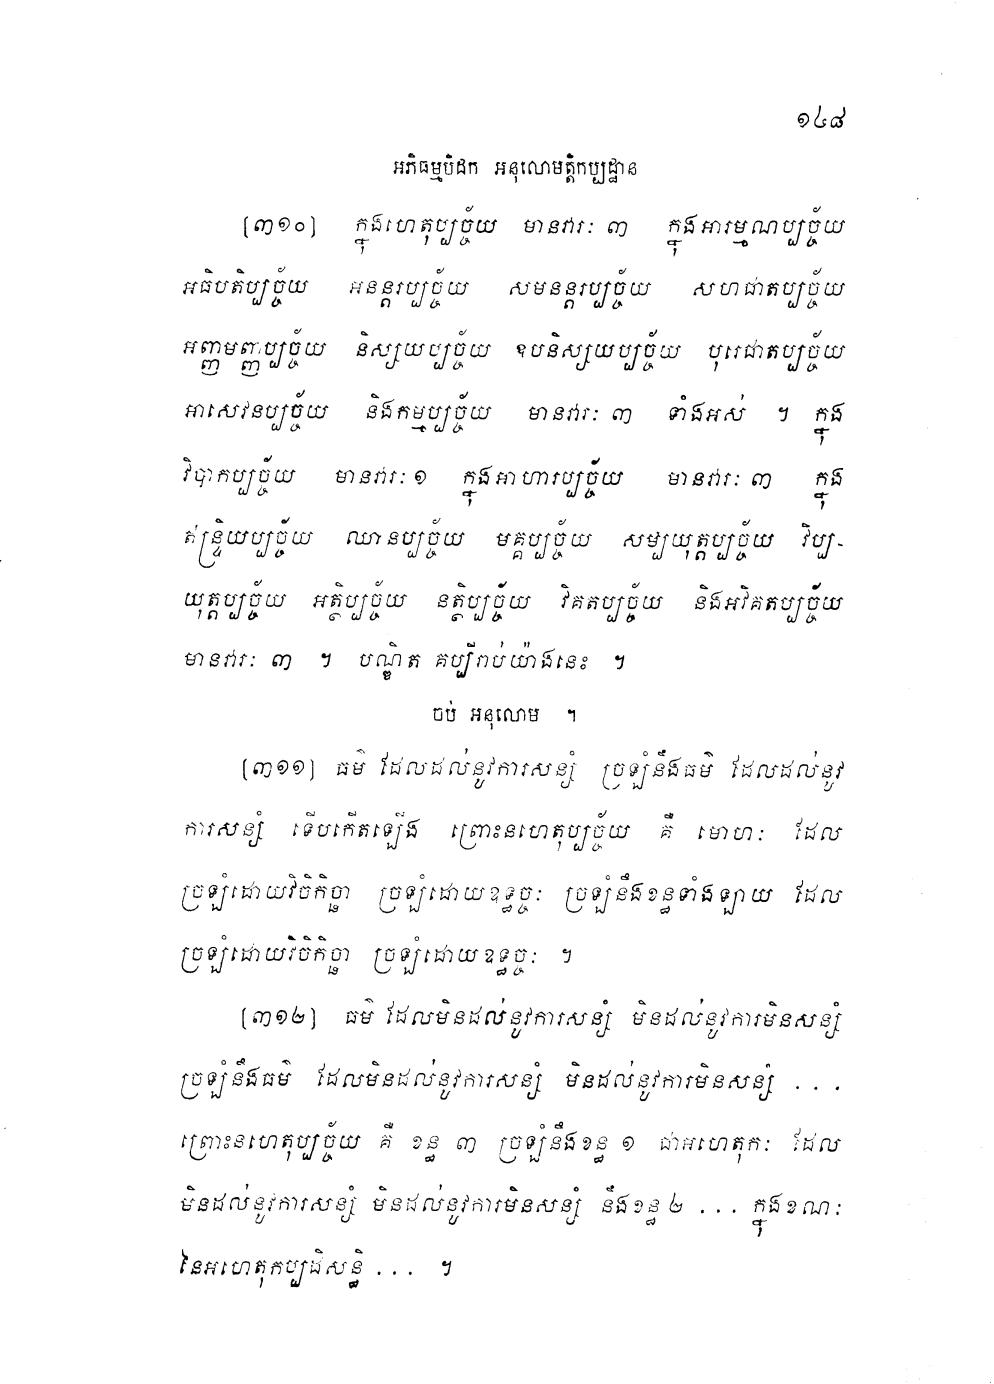 ១៤៨
អភិធម្មបិដក អនុលោមត្តិកប្បដ្ឋាន
[៣១០] ក្នុងហេតុប្បច្ច័យ មានវារៈ ៣ ក្នុងអារម្មណប្បច្ច័យ
អធិបតិប្បច្ច័យ អនន្តរប្បច្ច័យ សមនន្តរប្បច្ច័យ សហជាតប្បច្ច័យ
អញ្ញមញ្ញប្បច្ច័យ និស្សយប្បច្ច័យ ឧបនិស្សយប្បច្ច័យ បុរេជាតប្បច្ច័យ
អាសេវនប្បច្ច័យ និងកម្មប្បច្ច័យ មានវារៈ ៣ ទាំងអស់ ។ ក្នុង
វិបាកប្បច្ច័យ មានវារៈ ១ ក្នុងអាហារប្បច្ច័យ មានវារៈ ៣ ក្នុង
ឥន្ទ្រិយប្បច្ច័យ ឈានប្បច្ច័យ មគ្គប្បច្ច័យ សម្បយុត្តប្បច្ច័យ វិប្ប-
យុត្តប្បច្ច័យ អត្ថិប្បច្ច័យ នត្ថិប្បច្ច័យ វិគតប្បច្ច័យ និងអវិគតប្បច្ច័យ
មានវារៈ ៣ ។ បណ្ឌិត គប្បីរាប់យ៉ាងនេះ ។
ចប់ អនុលោម ។
[៣១១] ធម៌ ដែលដល់នូវការសន្សំ ច្រឡំនឹងធម៌ ដែលដល់នូវ
ការសន្សំ ទើបកើតឡើង ព្រោះនហេតុប្បច្ច័យ គឺ មោហៈ ដែល
ច្រឡំដោយវិចិកិច្ឆា ច្រឡំដោយឧទ្ធច្ចៈ ច្រឡំនឹងខន្ធទាំងឡាយ ដែល
ច្រឡំដោយវិចិកិច្ឆា ច្រឡំដោយឧទ្ធច្ចៈ ។
[៣១២] ធម៌ ដែលមិនដល់នូវការសន្សំ មិនដល់នូវការមិនសន្សំ
ច្រឡំនឹងធម៌ ដែលមិនដល់នូវការសន្សំ មិនដល់នូវការមិនសន្សំ ...
ព្រោះនហេតុប្បច្ច័យ គឺ ខន្ធ ៣ ច្រឡំនឹងខន្ធ ១ ជាអហេតុកៈ ដែល
មិនដល់នូវការសន្សំ មិនដល់នូវការមិនសន្សំ នឹងខន្ធ ២ ... ក្នុងខណៈ
នៃអហេតុកប្បដិសន្ធិ ... ។